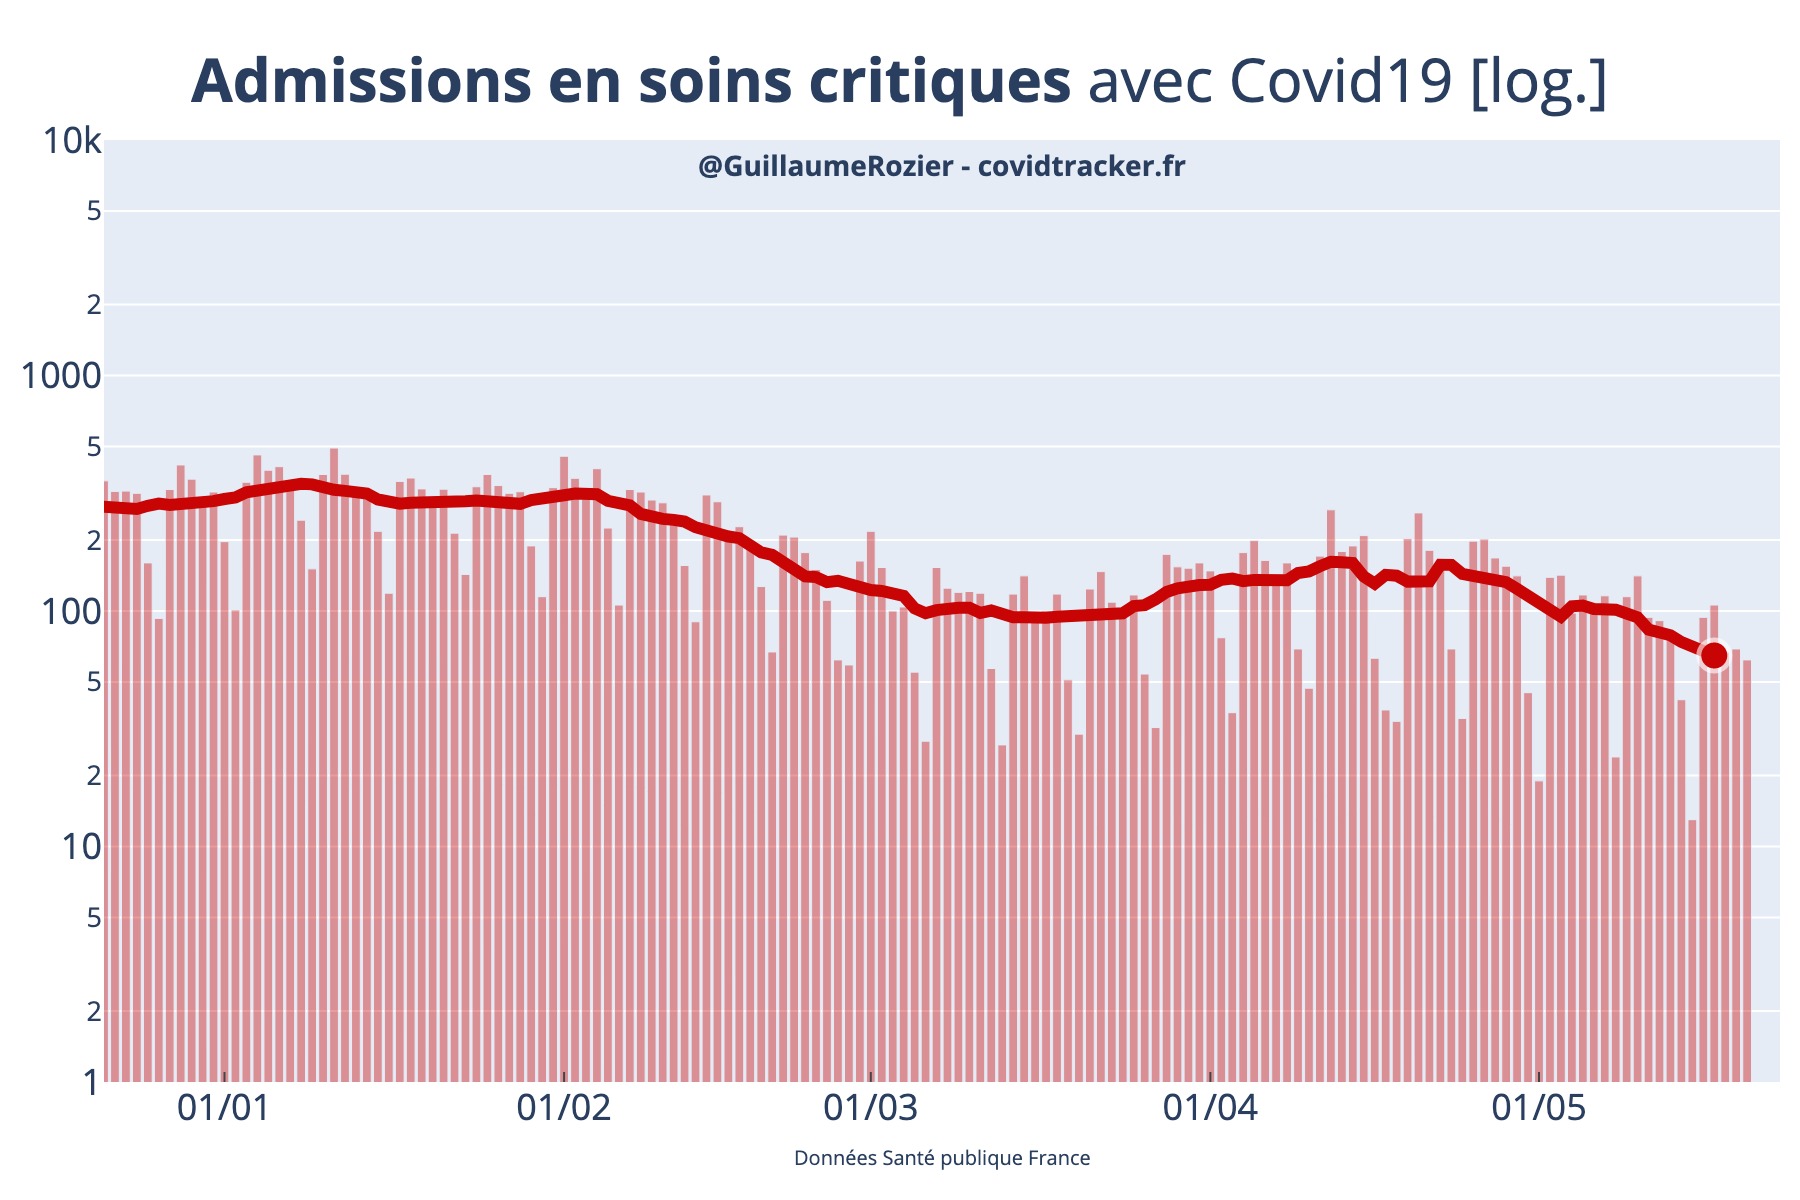 Admissions en soins critiques avec Covid19 [log.]
@GuillaumeRozier - covidtracker.fr
10k
5
2
1000
5
2
100
5
2
10
5
2
1
01/01 01/02 01/03 01/04 01/05
Données Santé publique France